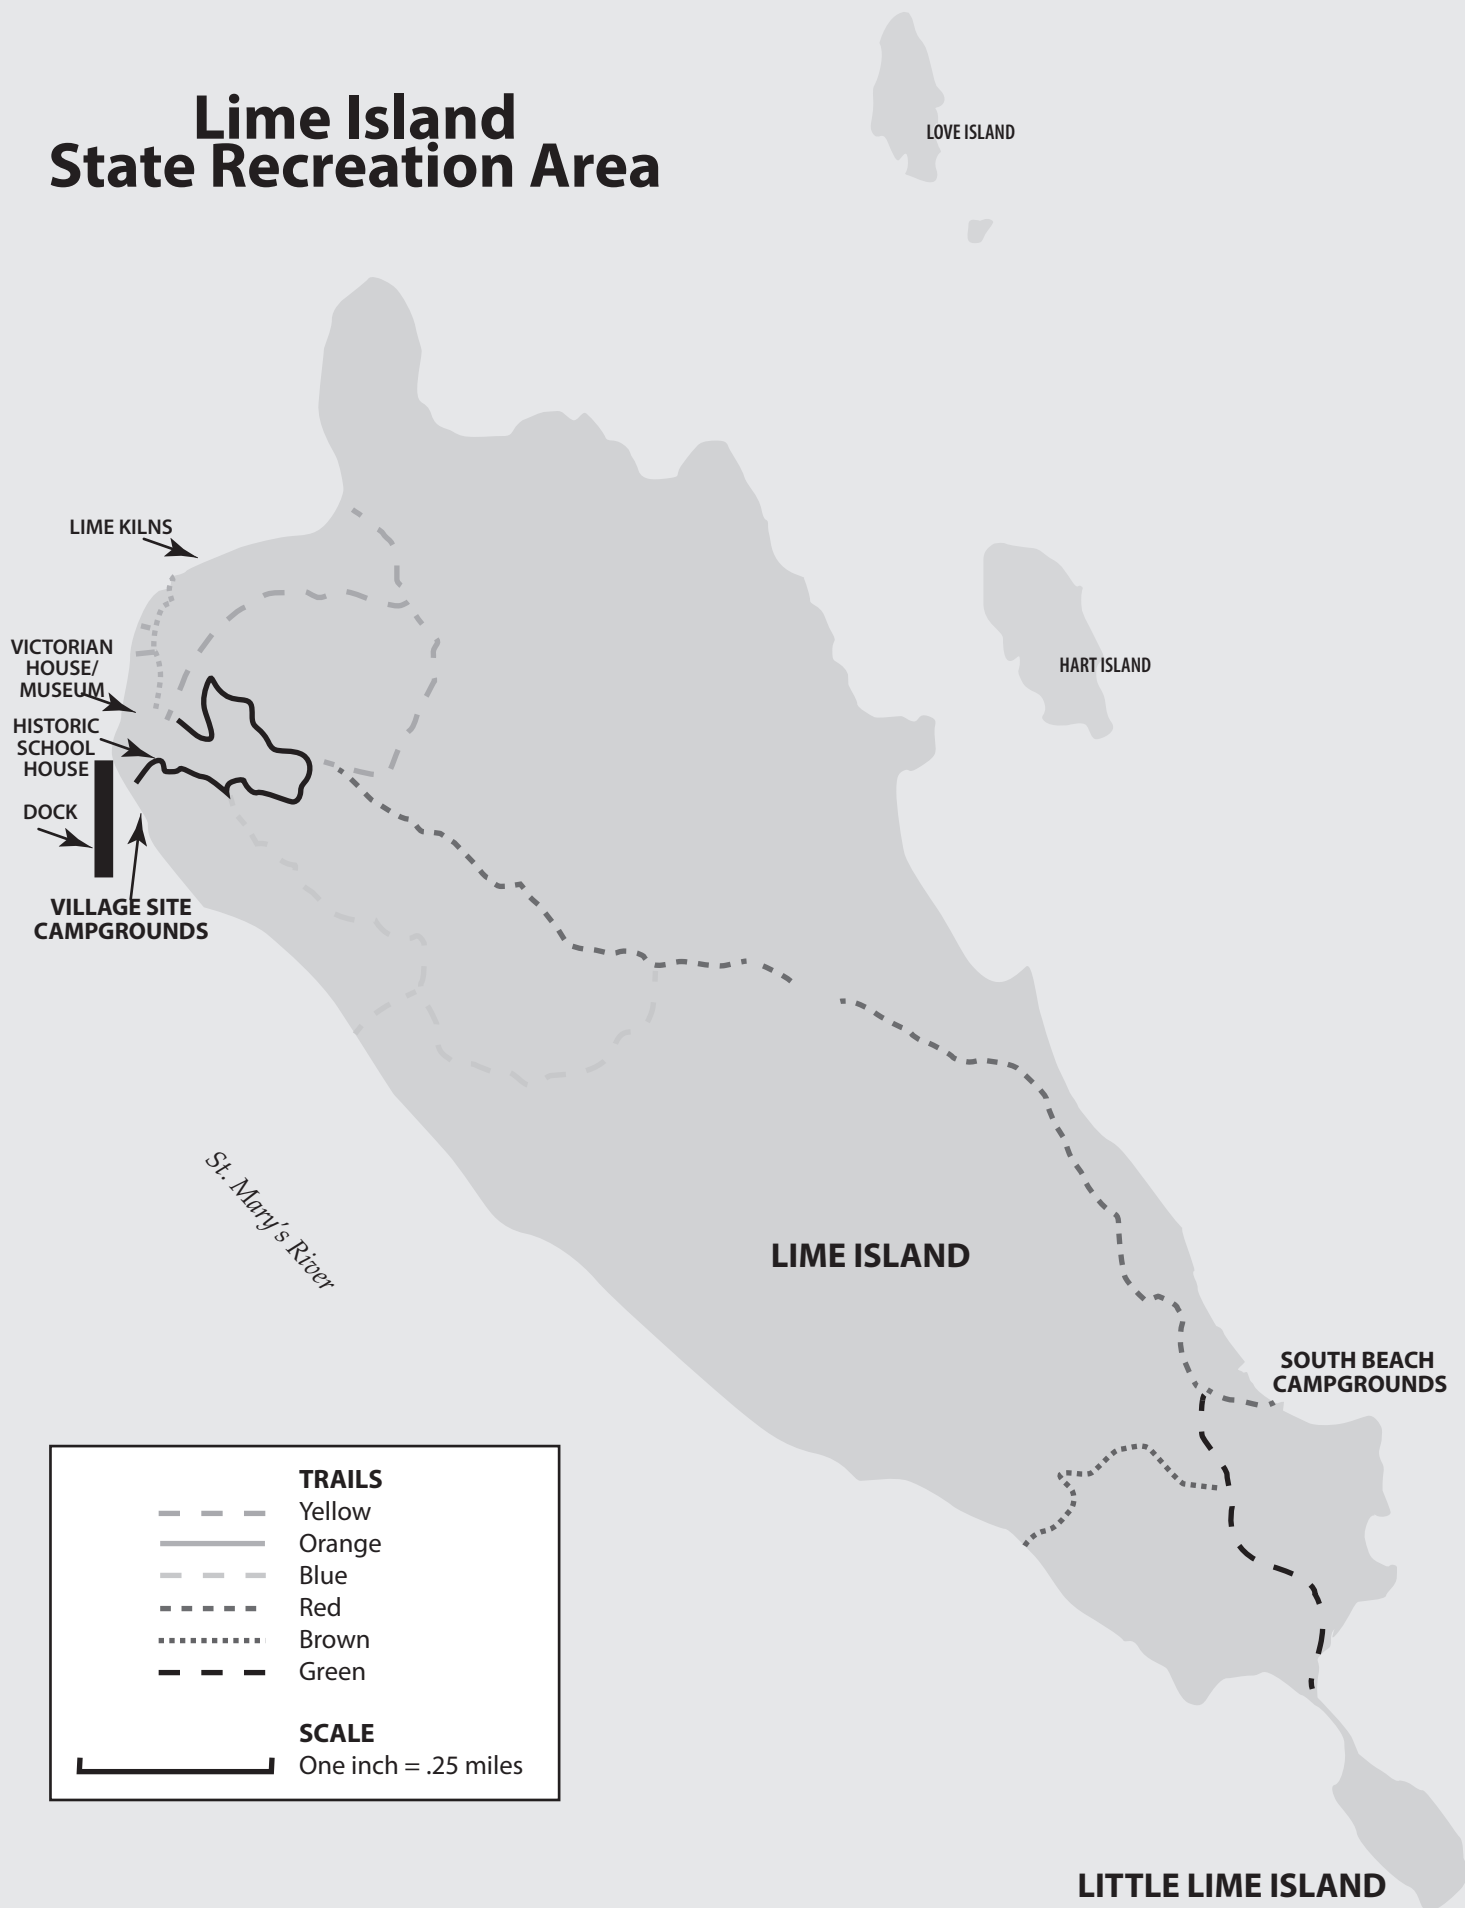 Lime Island
State Recreation Area
LOVE ISLAND
LIME KILNS
VICTORIAN
HOUSE/
MUSEUM
HART ISLAND
HISTORIC
SCHOOL
HOUSE
DOCK
VILLAGE SITE
CAMPGROUNDS
St. Mary's River
LIME ISLAND
SOUTH BEACH
CAMPGROUNDS
TRAILS
Yellow
Orange
Blue
Red
Brown
Green
SCALE
One inch = .25 miles
LITTLE LIME ISLAND